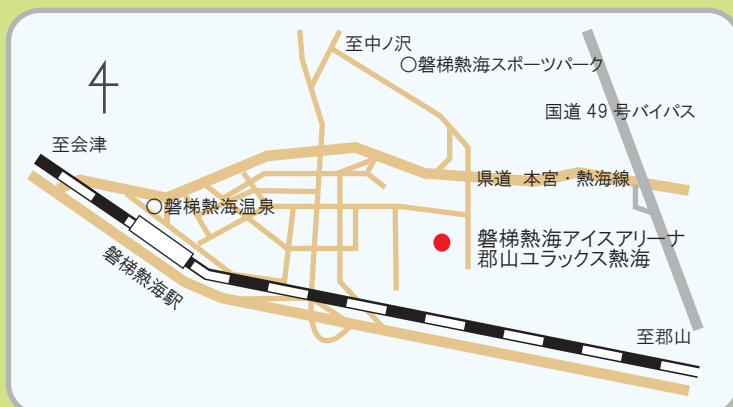 至中ノ沢
○磐梯熱海スポーツパーク
国道 49 号バイパス
至会津
県道 本宮・熱海線
○磐梯熱海温泉
磐梯熱海アイスアリーナ
郡山ユラックス熱海
磐梯熱海駅
至郡山